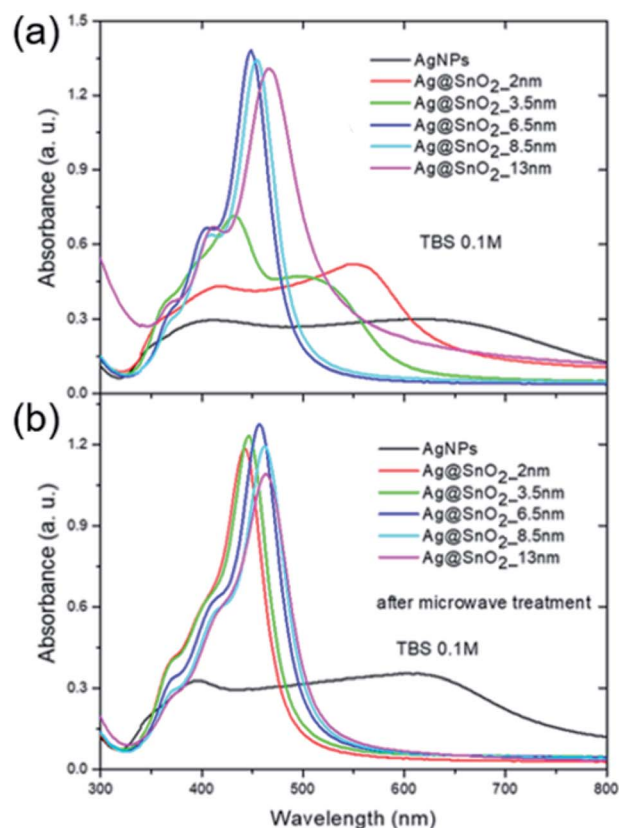 (a)
1.5
1.2
0.9
0.6
0.3
0.0
Absorbance (a. u.)
AgNPs
Ag@SnO2_2nm
Ag@SnO2_3.5nm
Ag@SnO2_6.5nm
Ag@SnO2_8.5nm
Ag@SnO2_13nm
TBS 0.1M
(b)
1.2
0.9
0.6
0.3
0.0
Absorbance (a. u.)
AgNPs
Ag@SnO2_2nm
Ag@SnO2_3.5nm
Ag@SnO2_6.5nm
Ag@SnO2_8.5nm
Ag@SnO2_13nm
after microwave treatment
TBS 0.1M
300 400 500 600 700 800
Wavelength (nm)